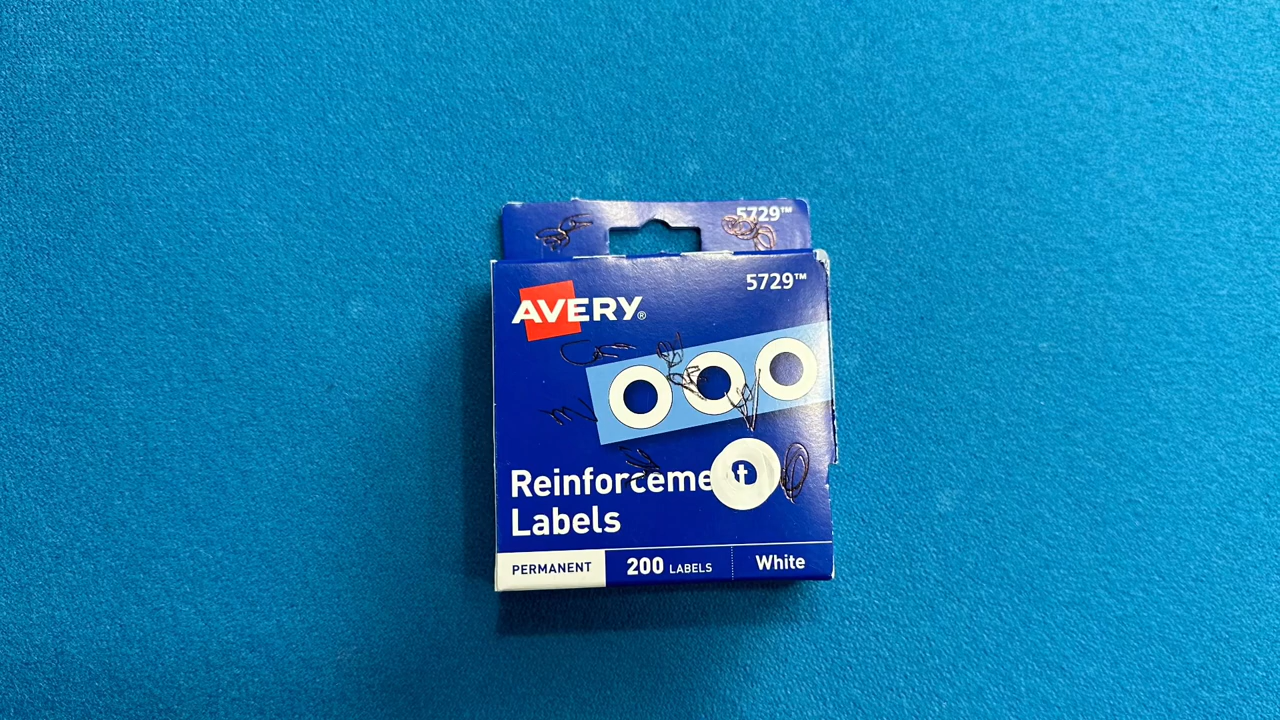 5729™
5729™
AVERY®
Reinforcement
Labels
PERMANENT
200 LABELS
White